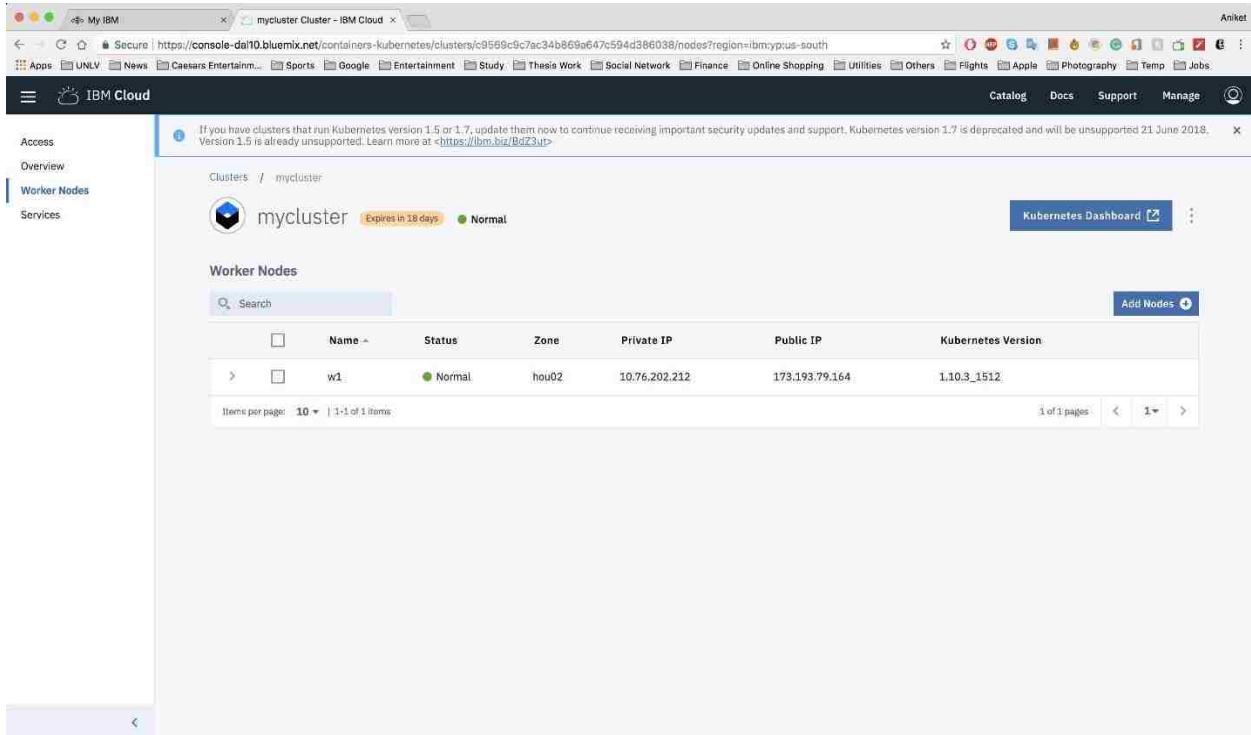 My IBM
mycluster Cluster - IBM Cloud
Aniket
Secure | https://console-dal10.bluemix.net/containers-kubernetes/clusters/c9569c9c7ac34b869a647c594d386038/nodes?region=ibm:yp:us-south
Apps UNLV News Caesars Entertainm... Sports Google Entertainment Study Thesis Work Social Network Finance Online Shopping Utilities Others Flights Apple Photography Temp Jobs
IBM Cloud Catalog Docs Support Manage
If you have clusters that run Kubernetes version 1.5 or 1.7, update them now to continue receiving important security updates and support. Kubernetes version 1.7 is deprecated and will be unsupported 21 June 2018.
Version 1.5 is already unsupported. Learn more at <https://ibm.biz/BdZ3ut>
Access
Overview
Worker Nodes
Services
Clusters / mycluster
mycluster Expires in 18 days Normal
Kubernetes Dashboard
Worker Nodes
Search
Add Nodes
Name Status Zone Private IP Public IP Kubernetes Version
w1 Normal hou02 10.76.202.212 173.193.79.164 1.10.3_1512
Items per page: 10 | 1-1 of 1 items 1 of 1 pages 1